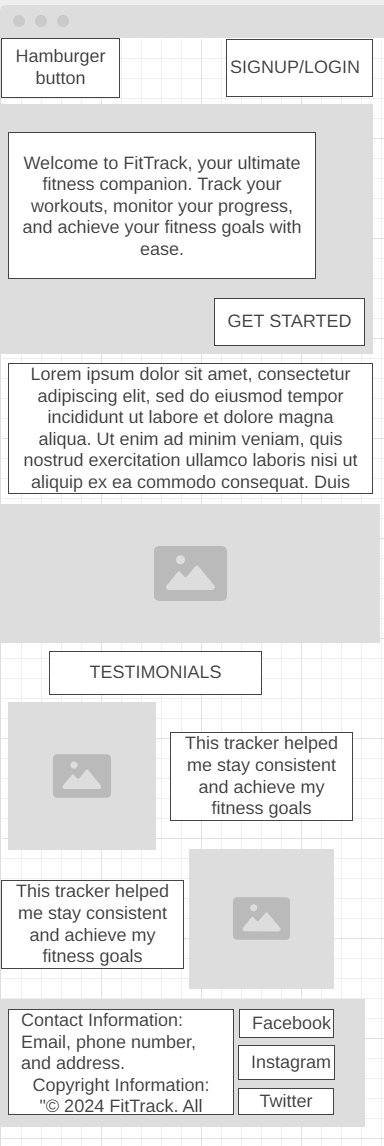 Hamburger
button
SIGNUP/LOGIN
Welcome to FitTrack, your ultimate
fitness companion. Track your
workouts, monitor your progress,
and achieve your fitness goals with
ease.
GET STARTED
Lorem ipsum dolor sit amet, consectetur
adipiscing elit, sed do eiusmod tempor
incididunt ut labore et dolore magna
aliqua. Ut enim ad minim veniam, quis
nostrud exercitation ullamco laboris nisi ut
aliquip ex ea commodo consequat. Duis
TESTIMONIALS
This tracker helped
me stay consistent
and achieve my
fitness goals
This tracker helped
me stay consistent
and achieve my
fitness goals
Contact Information:
Email, phone number,
and address.
Copyright Information:
"© 2024 FitTrack. All
Facebook
Instagram
Twitter